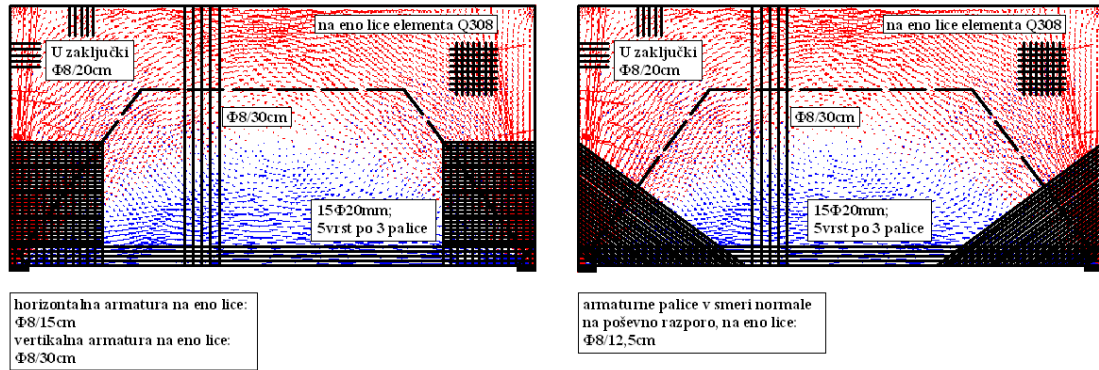 na eno lice elementa Q308
U zaključki
Φ8/20cm
Φ8/30cm
15Φ20mm;
5vrst po 3 palice
horizontalna armatura na eno lice:
Φ8/15cm
vertikalna armatura na eno lice:
Φ8/30cm
na eno lice elementa Q308
U zaključki
Φ8/20cm
Φ8/30cm
15Φ20mm;
5vrst po 3 palice
armaturne palice v smeri normale
na poševno razporo, na eno lice:
Φ8/12,5cm